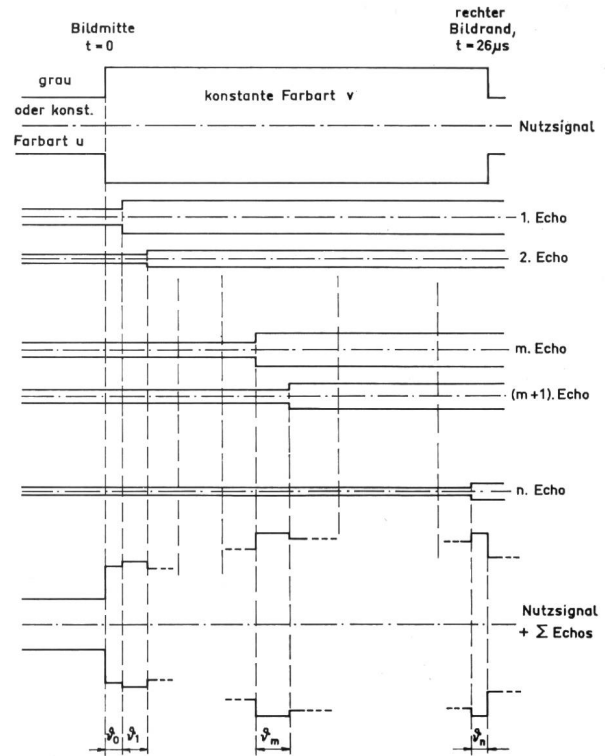 Bildmitte
t = 0
rechter
Bildrand,
t = 26µs
grau
konstante Farbart v
oder konst.
Nutzsignal
Farbart u
1. Echo
2. Echo
m. Echo
(m+1). Echo
n. Echo
Nutzsignal
+ ∑ Echos
ϑ₀ ϑ₁ ϑm ϑn